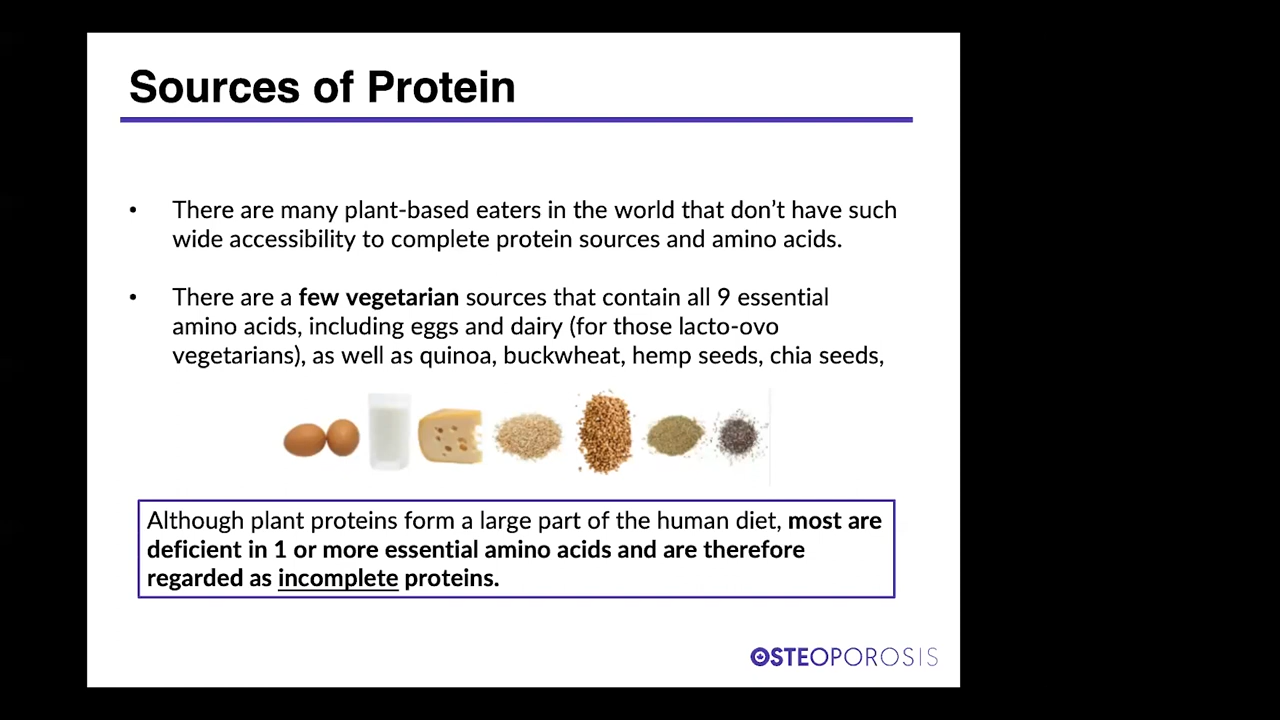 Sources of Protein
• There are many plant-based eaters in the world that don’t have such
wide accessibility to complete protein sources and amino acids.
• There are a few vegetarian sources that contain all 9 essential
amino acids, including eggs and dairy (for those lacto-ovo
vegetarians), as well as quinoa, buckwheat, hemp seeds, chia seeds,
Although plant proteins form a large part of the human diet, most are
deficient in 1 or more essential amino acids and are therefore
regarded as incomplete proteins.
OSTEOPOROSIS